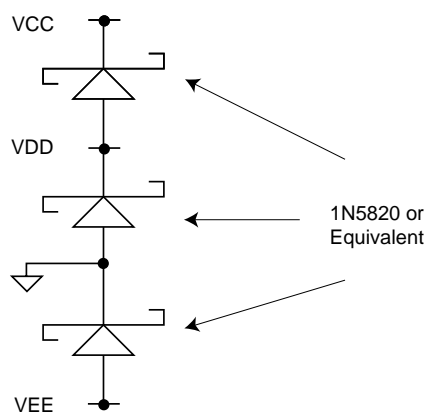 VCC
VDD
1N5820 or
Equivalent
VEE